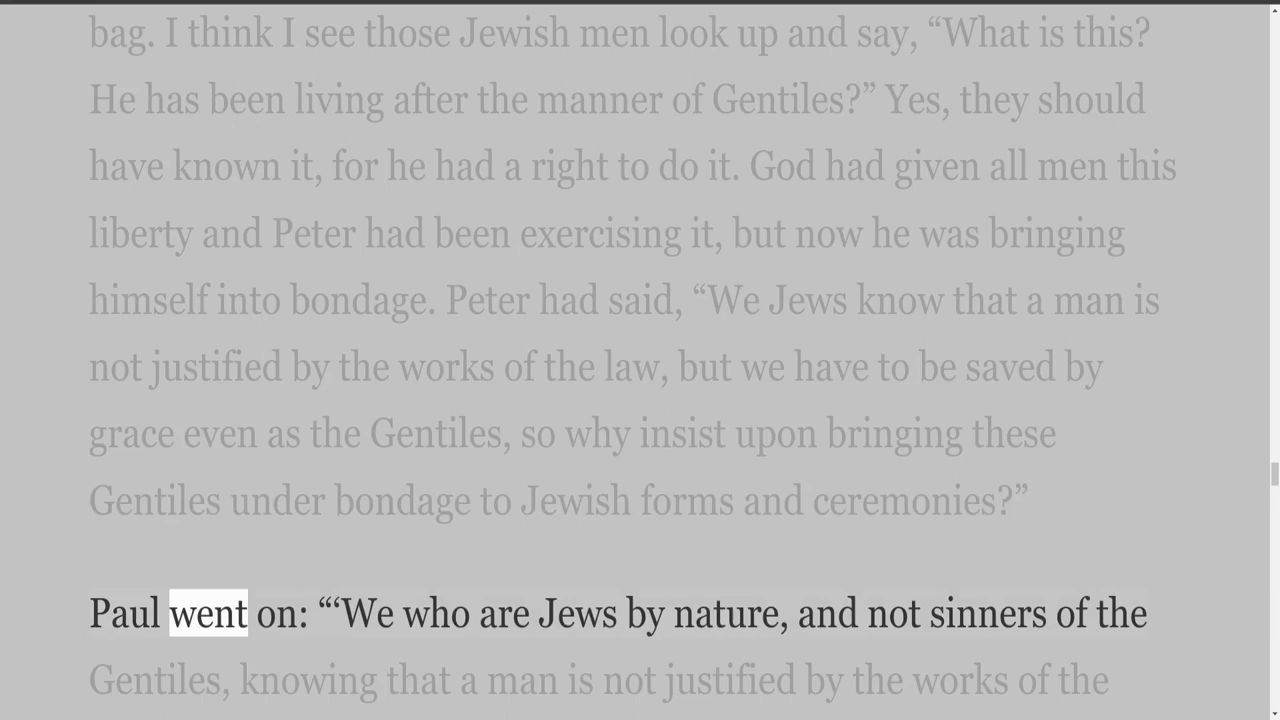 bag. I think I see those Jewish men look up and say, “What is this?
He has been living after the manner of Gentiles?” Yes, they should
have known it, for he had a right to do it. God had given all men this
liberty and Peter had been exercising it, but now he was bringing
himself into bondage. Peter had said, “We Jews know that a man is
not justified by the works of the law, but we have to be saved by
grace even as the Gentiles, so why insist upon bringing these
Gentiles under bondage to Jewish forms and ceremonies?”
Paul went on: “‘We who are Jews by nature, and not sinners of the
Gentiles, knowing that a man is not justified by the works of the